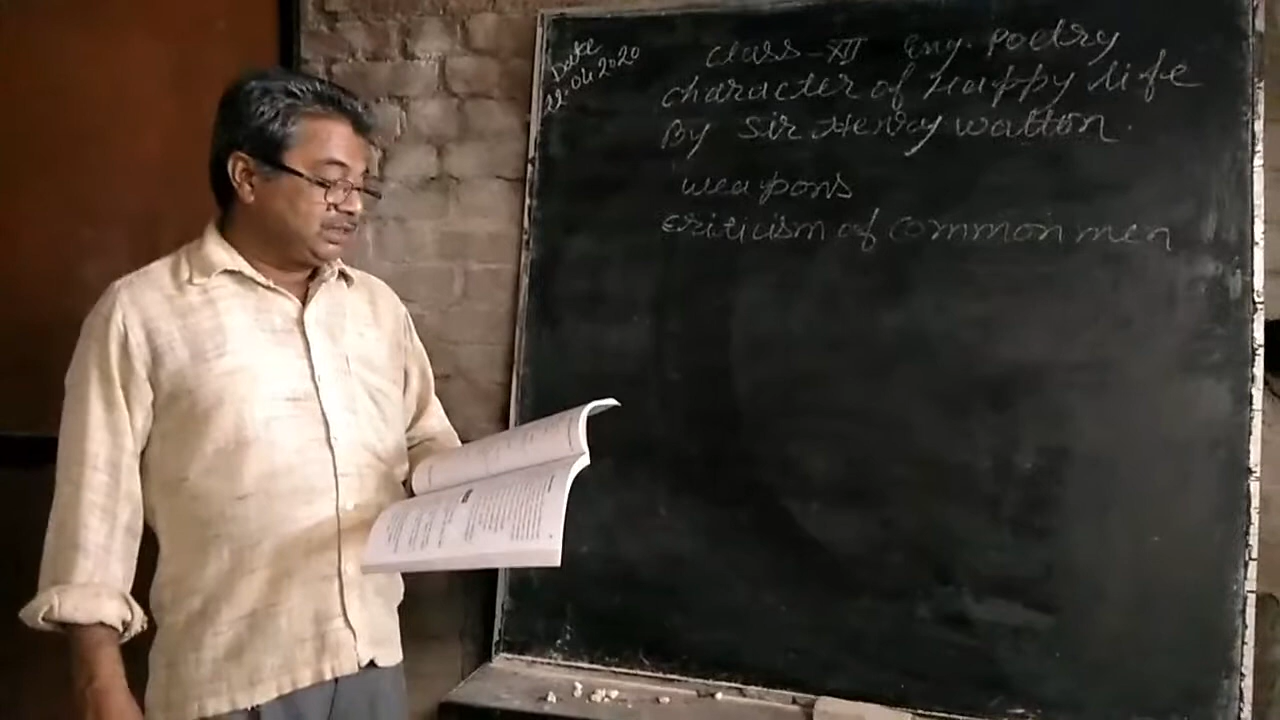 Date
22.04.2020
class-XII Eng. Poetry
character of Happy life
By Sir Henry watton.
weapons
criticism of common men